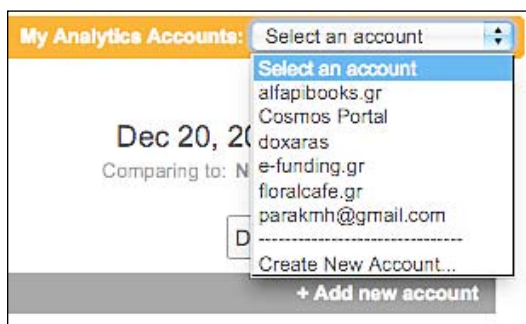 My Analytics Accounts: Select an account
Select an account
alfapibooks.gr
Cosmos Portal
Dec 20, 20
doxaras
e-funding.gr
Comparing to: N
floralcafe.gr
parakmh@gmail.com
D
--------------------------------
Create New Account...
+ Add new account